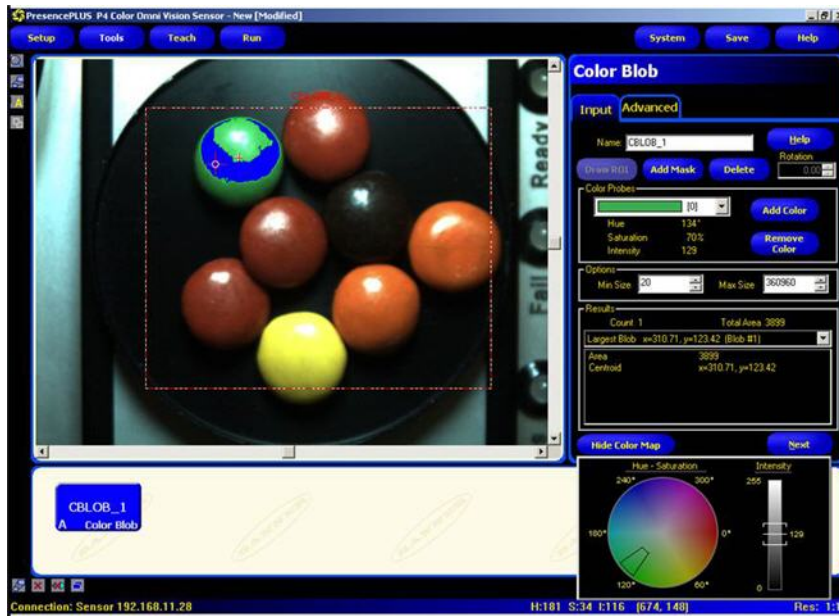 PresencePLUS P4 Color Omni Vision Sensor - New [Modified]
Setup Tools Teach Run System Save Help
Color Blob
Input Advanced
Name CBLOB_1 Help
Draw ROI Add Mask Delete Rotation 0.00
Color Probes
[0] Add Color
Hue 134°
Saturation 70% Remove Color
Intensity 129
Options
Min Size 20 Max Size 360960
Results
Count 1 Total Area 3899
Largest Blob x=310.71, y=123.42 (Blob #1)
Area 3899
Centroid x=310.71, y=123.42
Hide Color Map Next
Hue - Saturation Intensity
240° 300° 255
180° 0° 129
120° 60° 0
Ready
Fail
CBLOB_1
A Color Blob
BANNER
BANNER
BANNER
Connection: Sensor 192.168.11.28 H:181 S:34 I:116 [674, 148]